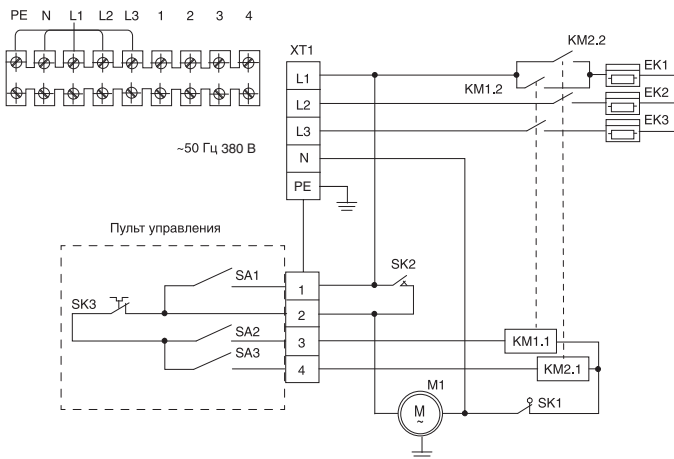 PE N L1 L2 L3 1 2 3 4
~50 Гц 380 В
XT1
L1
L2
L3
N
PE
KM2.2
KM1.2
EK1
EK2
EK3
Пульт управления
SA1
SK3
SA2
SA3
1
2
3
4
SK2
KM1.1
KM2.1
M1
M
~
SK1